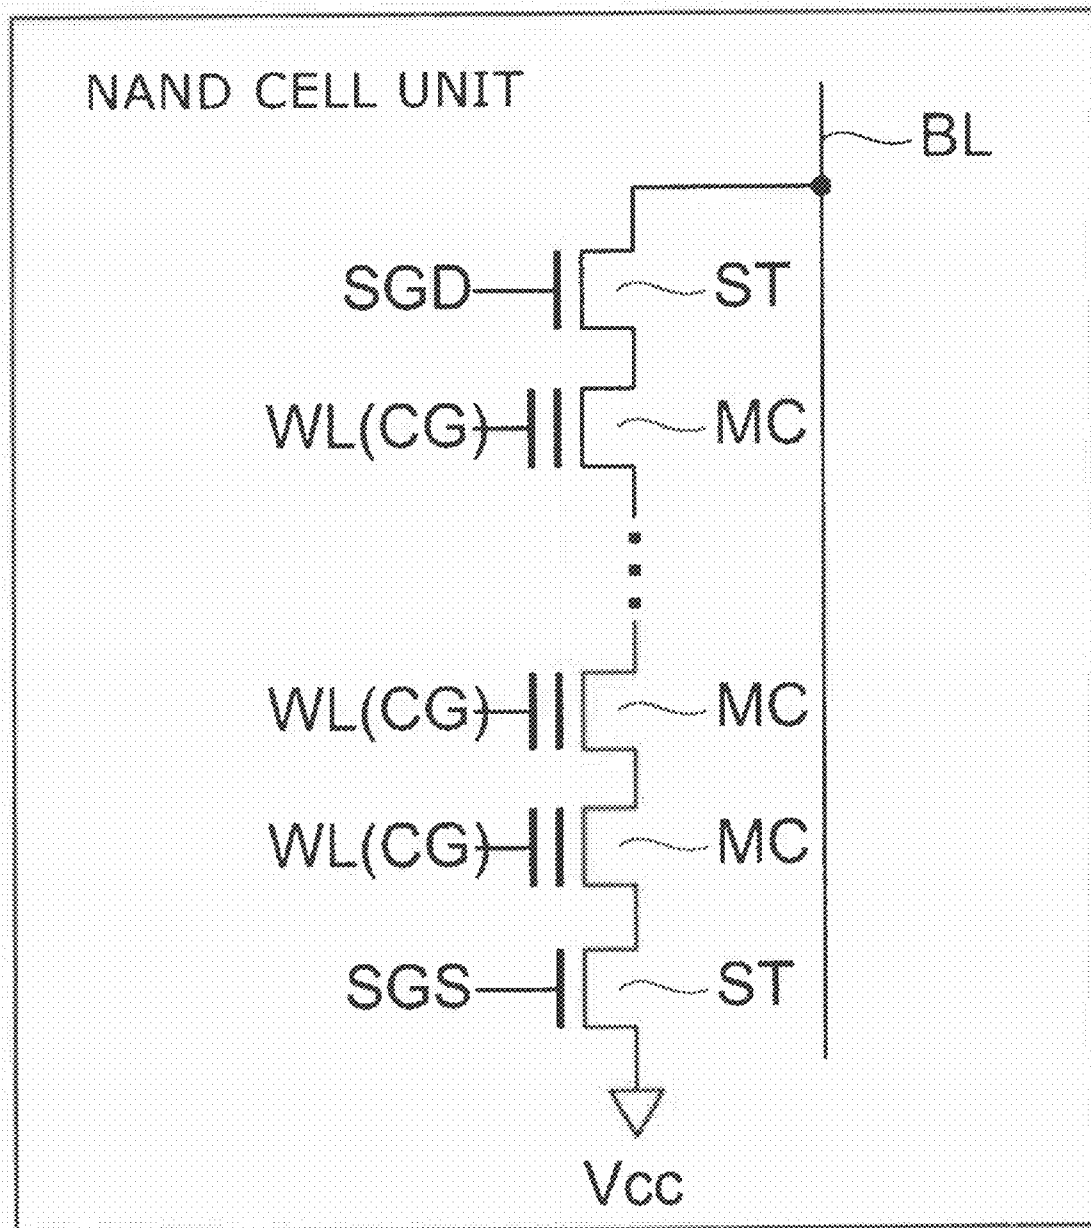 NAND CELL UNIT
BL
SGD ST
WL(CG) MC
WL(CG) MC
WL(CG) MC
SGS ST
Vcc